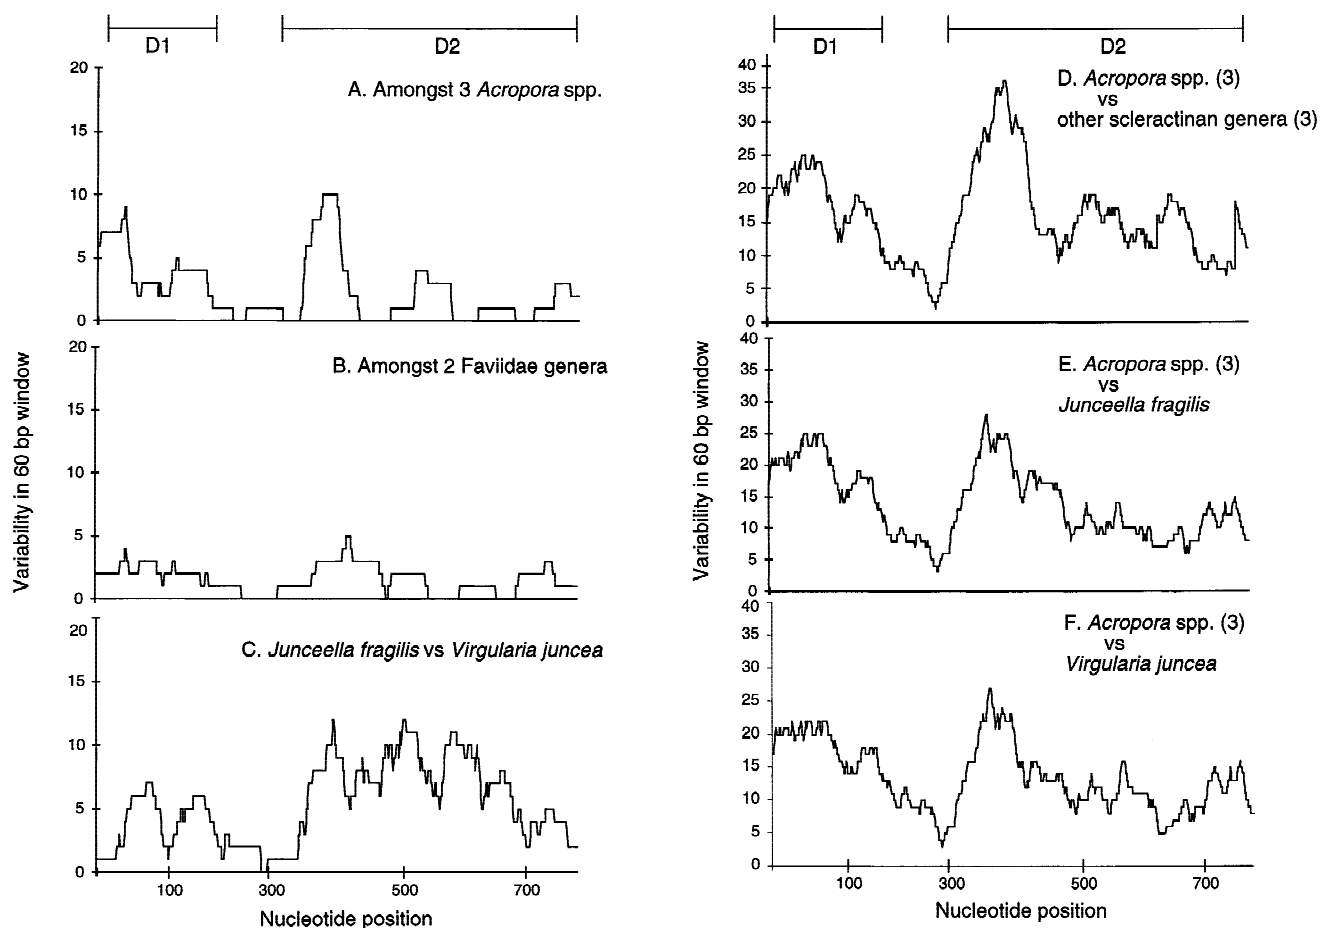 D1
D2
A. Amongst 3 Acropora spp.
20
15
10
5
0
B. Amongst 2 Faviidae genera
20
15
10
5
0
C. Junceella fragilis vs Virgularia juncea
20
15
10
5
0
100
300
500
700
Nucleotide position
Variability in 60 bp window
D1
D2
D. Acropora spp. (3)
vs
other scleractinan genera (3)
40
35
30
25
20
15
10
5
0
E. Acropora spp. (3)
vs
Junceella fragilis
40
35
30
25
20
15
10
5
0
F. Acropora spp. (3)
vs
Virgularia juncea
40
35
30
25
20
15
10
5
0
100
300
500
700
Nucleotide position
Variability in 60 bp window